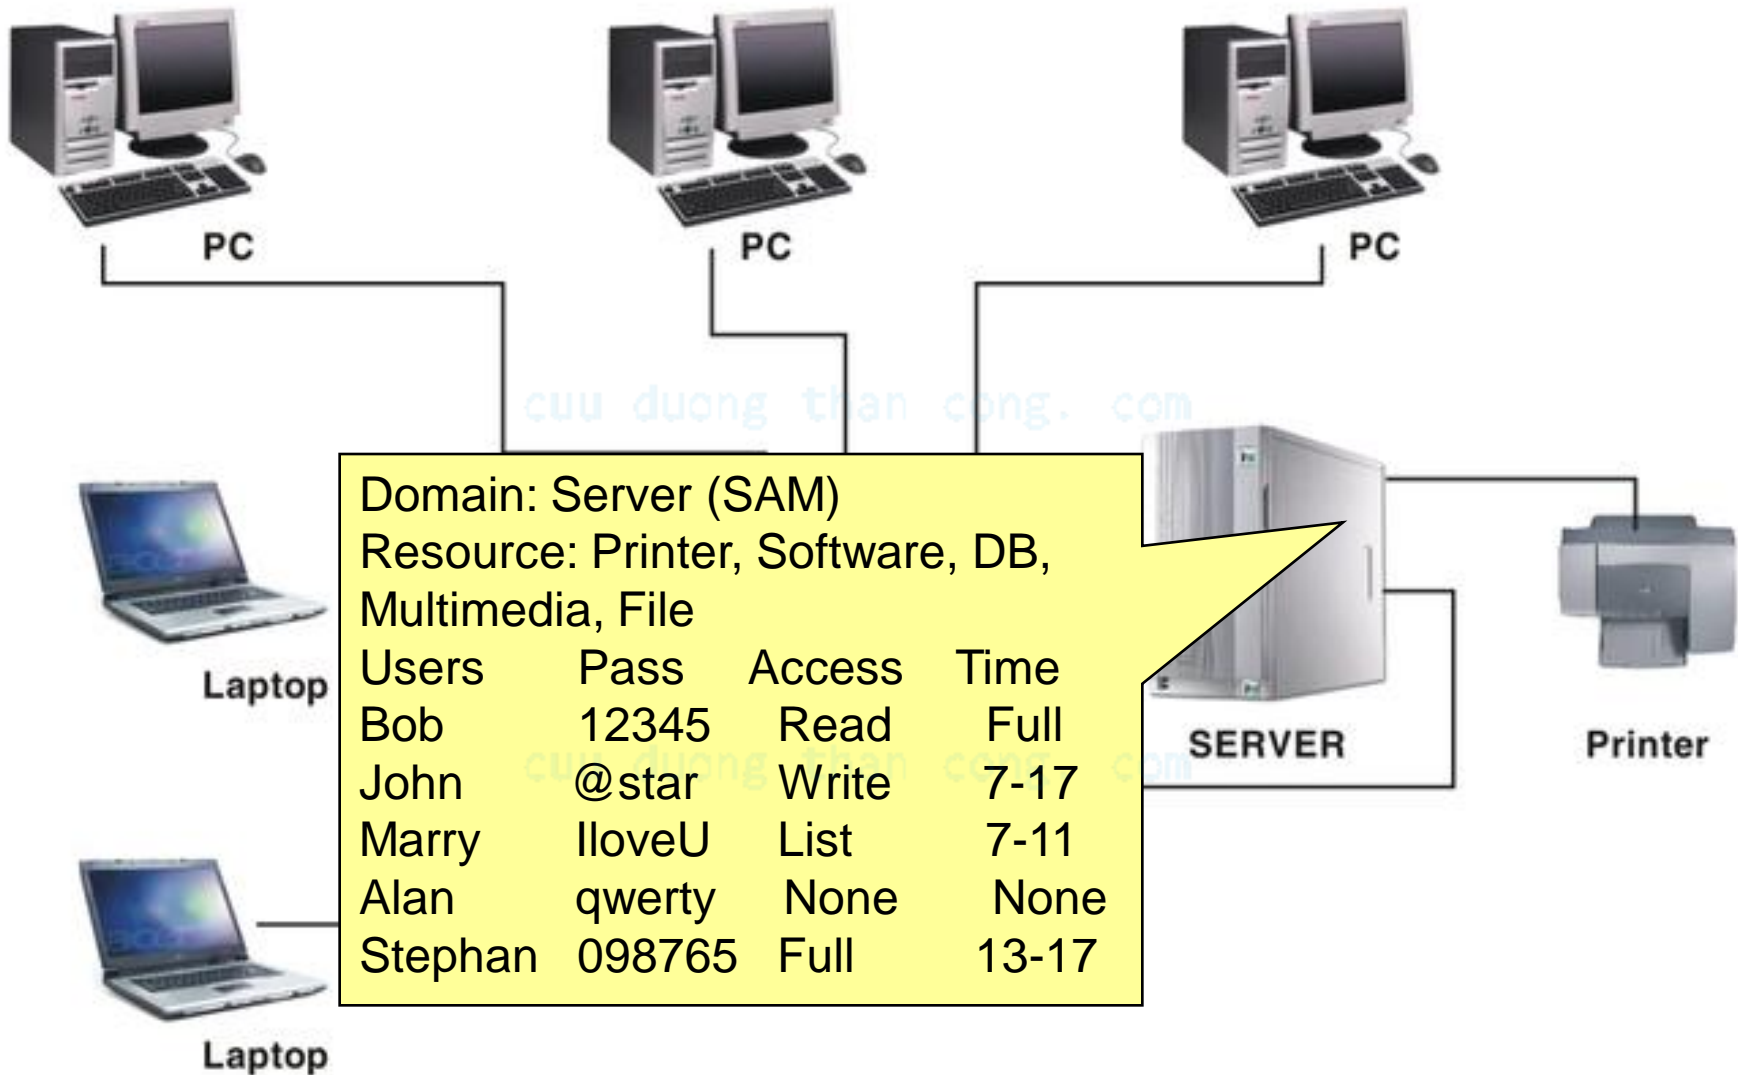 PC
PC
PC
cuu duong than cong. com
Domain: Server (SAM)
Resource: Printer, Software, DB,
Multimedia, File
Users Pass Access Time
Bob 12345 Read Full
John @star Write 7-17
Marry IloveU List 7-11
Alan qwerty None None
Stephan 098765 Full 13-17
cuu duong than cong. com
Laptop
SERVER
Printer
Laptop